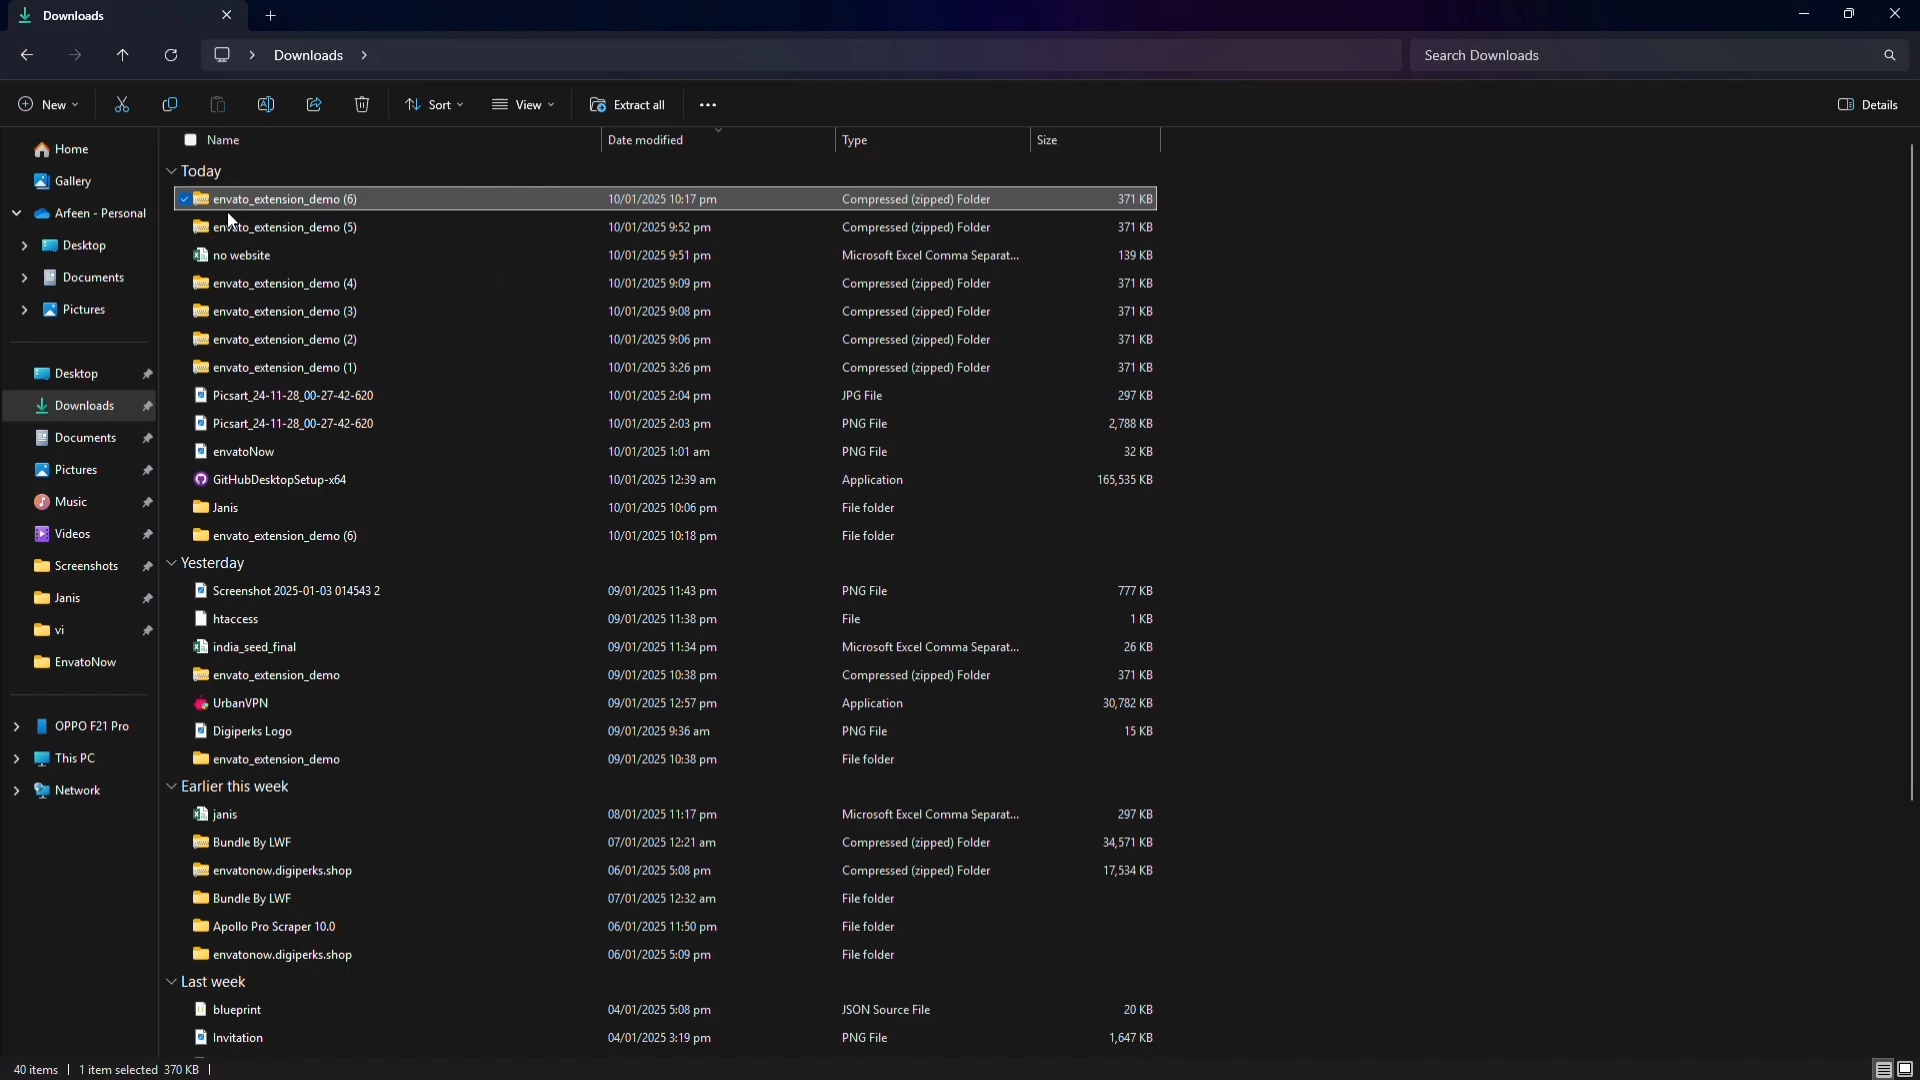 Downloads
Downloads
Search Downloads
New
Sort
View
Extract all
Details
Name Date modified Type Size
Home
Gallery
Arfeen - Personal
Desktop
Documents
Pictures
Desktop
Downloads
Documents
Pictures
Music
Videos
Screenshots
Janis
vi
EnvatoNow
OPPO F21 Pro
This PC
Network
Today
envato_extension_demo (6) 10/01/2025 10:17 pm Compressed (zipped) Folder 371 KB
envato_extension_demo (5) 10/01/2025 9:52 pm Compressed (zipped) Folder 371 KB
no website 10/01/2025 9:51 pm Microsoft Excel Comma Separat... 139 KB
envato_extension_demo (4) 10/01/2025 9:09 pm Compressed (zipped) Folder 371 KB
envato_extension_demo (3) 10/01/2025 9:08 pm Compressed (zipped) Folder 371 KB
envato_extension_demo (2) 10/01/2025 9:06 pm Compressed (zipped) Folder 371 KB
envato_extension_demo (1) 10/01/2025 3:26 pm Compressed (zipped) Folder 371 KB
Picsart_24-11-28_00-27-42-620 10/01/2025 2:04 pm JPG File 297 KB
Picsart_24-11-28_00-27-42-620 10/01/2025 2:03 pm PNG File 2,788 KB
envatoNow 10/01/2025 1:01 am PNG File 32 KB
GitHubDesktopSetup-x64 10/01/2025 12:39 am Application 165,535 KB
Janis 10/01/2025 10:06 pm File folder
envato_extension_demo (6) 10/01/2025 10:18 pm File folder
Yesterday
Screenshot 2025-01-03 014543 2 09/01/2025 11:43 pm PNG File 777 KB
htaccess 09/01/2025 11:38 pm File 1 KB
india_seed_final 09/01/2025 11:34 pm Microsoft Excel Comma Separat... 26 KB
envato_extension_demo 09/01/2025 10:38 pm Compressed (zipped) Folder 371 KB
UrbanVPN 09/01/2025 12:57 pm Application 30,782 KB
Digiperks Logo 09/01/2025 9:36 am PNG File 15 KB
envato_extension_demo 09/01/2025 10:38 pm File folder
Earlier this week
janis 08/01/2025 11:17 pm Microsoft Excel Comma Separat... 297 KB
Bundle By LWF 07/01/2025 12:21 am Compressed (zipped) Folder 34,571 KB
envatonow.digiperks.shop 06/01/2025 5:08 pm Compressed (zipped) Folder 17,534 KB
Bundle By LWF 07/01/2025 12:32 am File folder
Apollo Pro Scraper 10.0 06/01/2025 11:50 pm File folder
envatonow.digiperks.shop 06/01/2025 5:09 pm File folder
Last week
blueprint 04/01/2025 5:08 pm JSON Source File 20 KB
Invitation 04/01/2025 3:19 pm PNG File 1,647 KB
40 items 1 item selected 370 KB